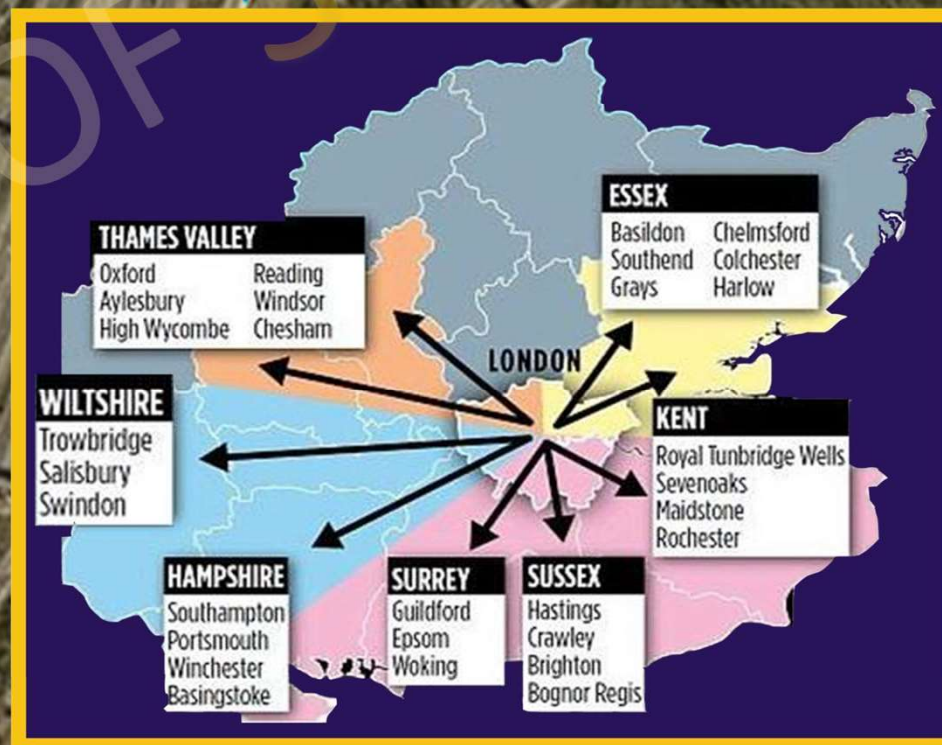 OF
THAMES VALLEY
Oxford Reading
Aylesbury Windsor
High Wycombe Chesham
ESSEX
Basildon Chelmsford
Southend Colchester
Grays Harlow
LONDON
WILTSHIRE
Trowbridge
Salisbury
Swindon
KENT
Royal Tunbridge Wells
Sevenoaks
Maidstone
Rochester
HAMPSHIRE
Southampton
Portsmouth
Winchester
Basingstoke
SURREY
Guildford
Epsom
Woking
SUSSEX
Hastings
Crawley
Brighton
Bognor Regis